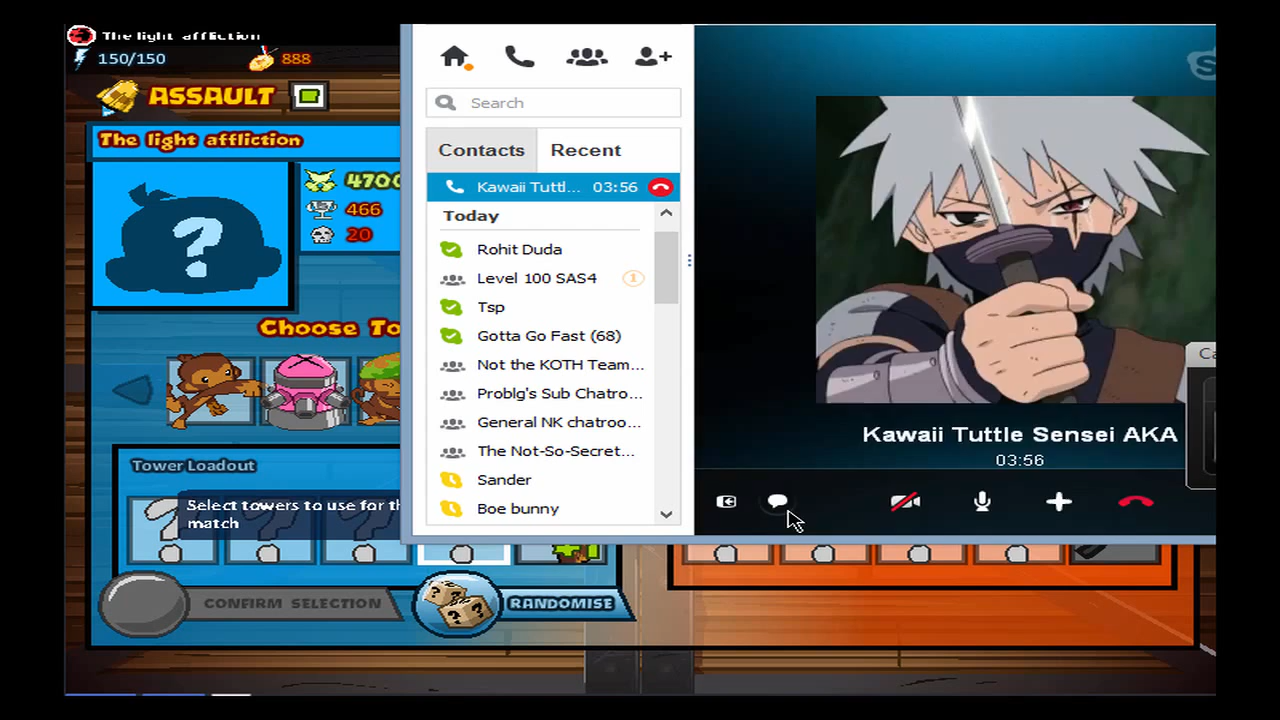 The light affliction
150/150
888
ASSAULT
The light affliction
466
20
Tower Loadout
Select towers to use for th
match
CONFIRM SELECTION
RANDOMISE
Search
Contacts
Recent
Kawaii Tuttl...
03:56
Today
Rohit Duda
Level 100 SAS4
1
Tsp
Gotta Go Fast (68)
Not the KOTH Team...
Problg's Sub Chatro...
General NK chatroo...
The Not-So-Secret...
Sander
Boe bunny
Kawaii Tuttle Sensei AKA
03:56